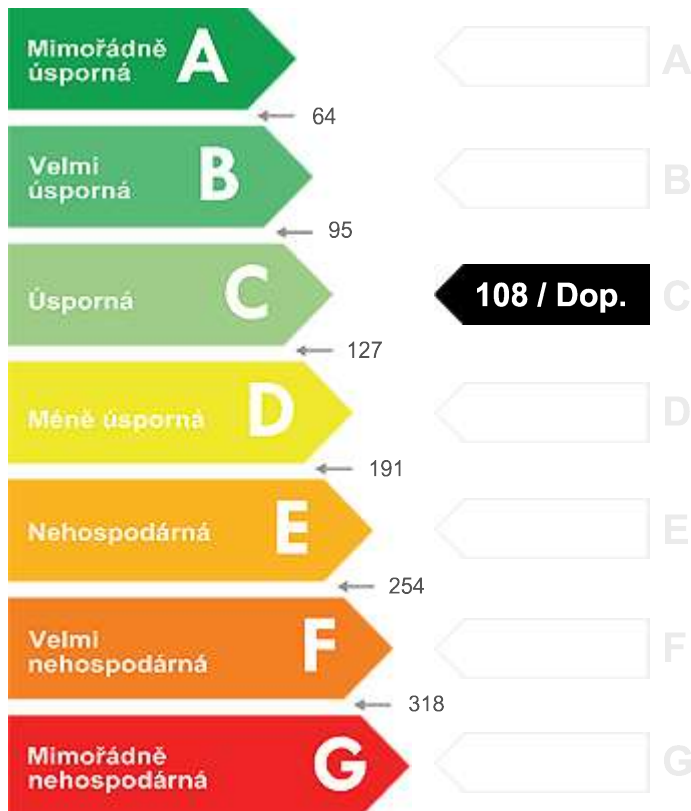 Mimořádně
úsporná
A
A
64
Velmi
úsporná
B
B
95
Úsporná
C
108 / Dop.
C
127
Méně úsporná
D
D
191
Nehospodárná
E
E
254
Velmi
nehospodárná
F
F
318
Mimořádně
nehospodárná
G
G